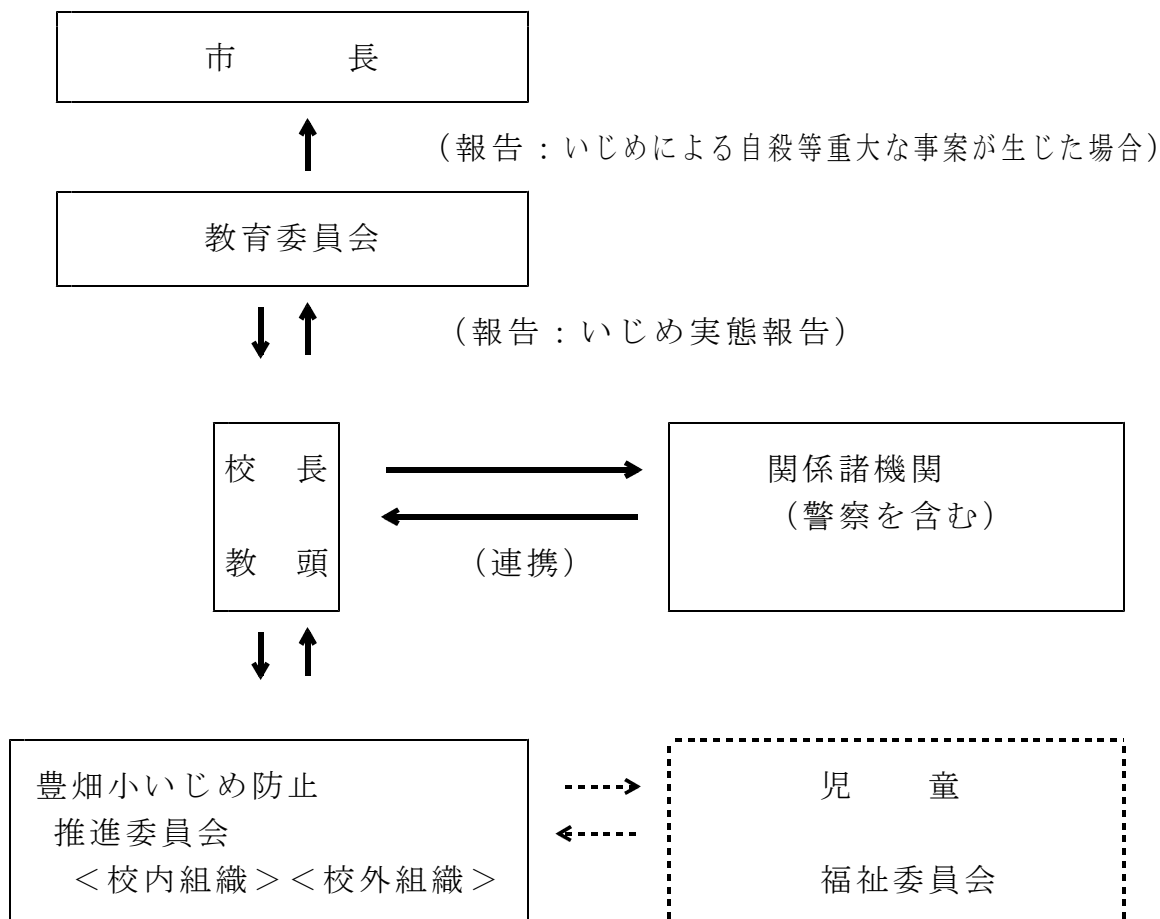 市　　長
（報告：いじめによる自殺等重大な事案が生じた場合）
教育委員会
（報告：いじめ実態報告）
校　長
教　頭
（連携）
関係諸機関
（警察を含む）
豊畑小いじめ防止
推進委員会
＜校内組織＞＜校外組織＞
児　　童
福祉委員会